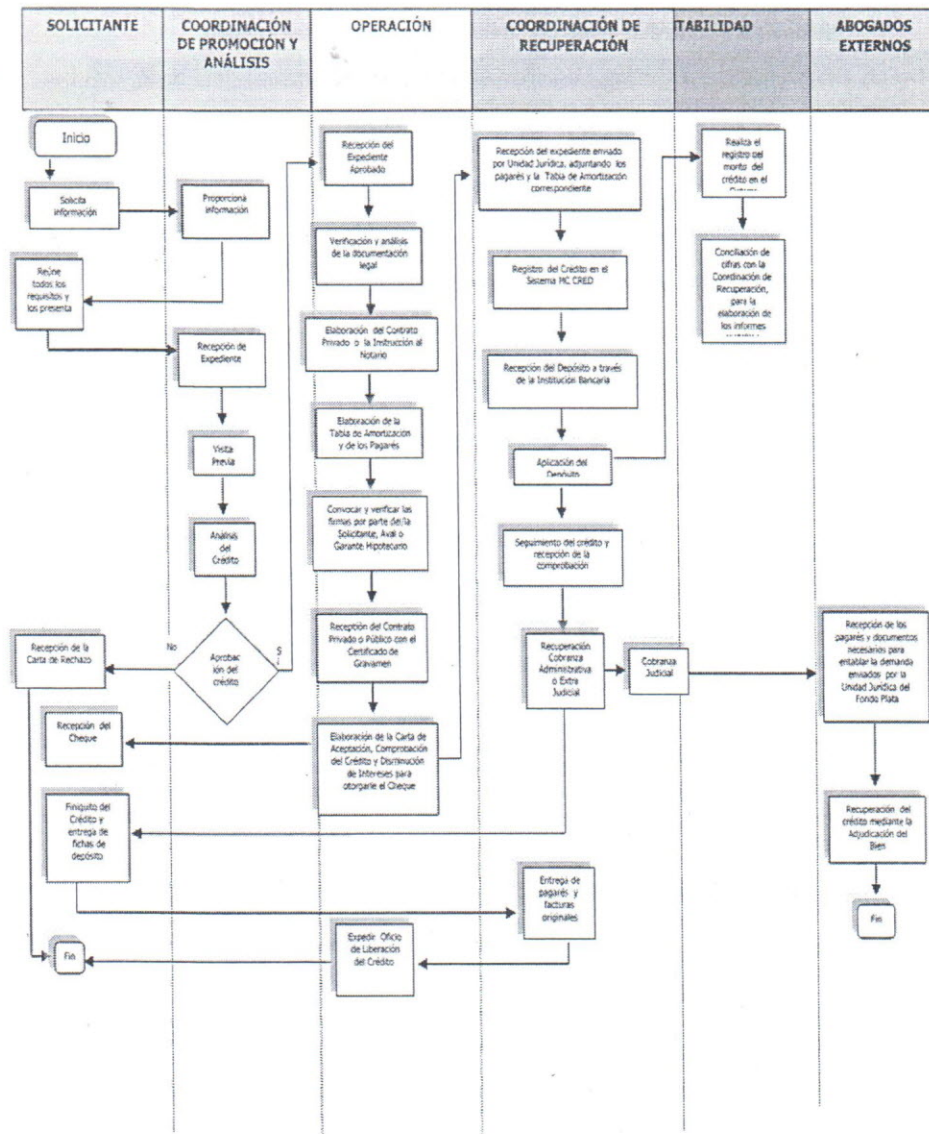 SOLICITANTE
COORDINACIÓN
DE PROMOCIÓN Y
ANÁLISIS
OPERACIÓN
COORDINACIÓN DE
RECUPERACIÓN
TABILIDAD
ABOGADOS
EXTERNOS
Inicio
Solicita
información
Proporciona
información
Reúne
todos los
requisitos y
los presenta
Recepción de
Expediente
Visita
Previa
Análisis
del
Crédito
Aprobac
ión del
crédito
No
S
Recepción de la
Carta de Rechazo
Recepción del
Expediente
Aprobado
Verificación y análisis
de la documentación
legal
Elaboración del Contrato
Privado o la Instrucción al
Notario
Elaboración de la
Tabla de Amortización
y de los Pagarés
Convocar y verificar las
firmas por parte del/la
Solicitante, Aval o
Garante Hipotecario
Recepción del Contrato
Privado o Público con el
Certificado de
Gravamen
Elaboración de la Carta de
Aceptación, Comprobación
del Crédito y Disminución
de Intereses para
otorgarle el Cheque
Recepción del
Cheque
Recepción del expediente enviado
por Unidad Jurídica, adjuntando los
pagarés y la Tabla de Amortización
correspondiente
Registro del Crédito en el
Sistema
Recepción del Depósito a través
de la Institución Bancaria
Aplicación del
Depósito
Seguimiento del crédito y
recepción de la
comprobación
Recuperación
Cobranza
Administrativa
o Extra
Judicial
Cobranza
Judicial
Realiza el
registro del
monto del
crédito en el
Conciliación de
cifras con la
Coordinación de
Recuperación,
para la
elaboración de
los informes
Recepción de los
pagarés y documentos
necesarios para
entablar la demanda
enviados por la
Unidad Jurídica del
Fondo Plata
Recuperación del
crédito mediante la
Adjudicación del
Bien
Fin
Finiquito del
Crédito y
entrega de
fichas de
depósito
Entrega de
pagarés y
facturas
originales
Expedir Oficio
de Liberación
del Crédito
Fin